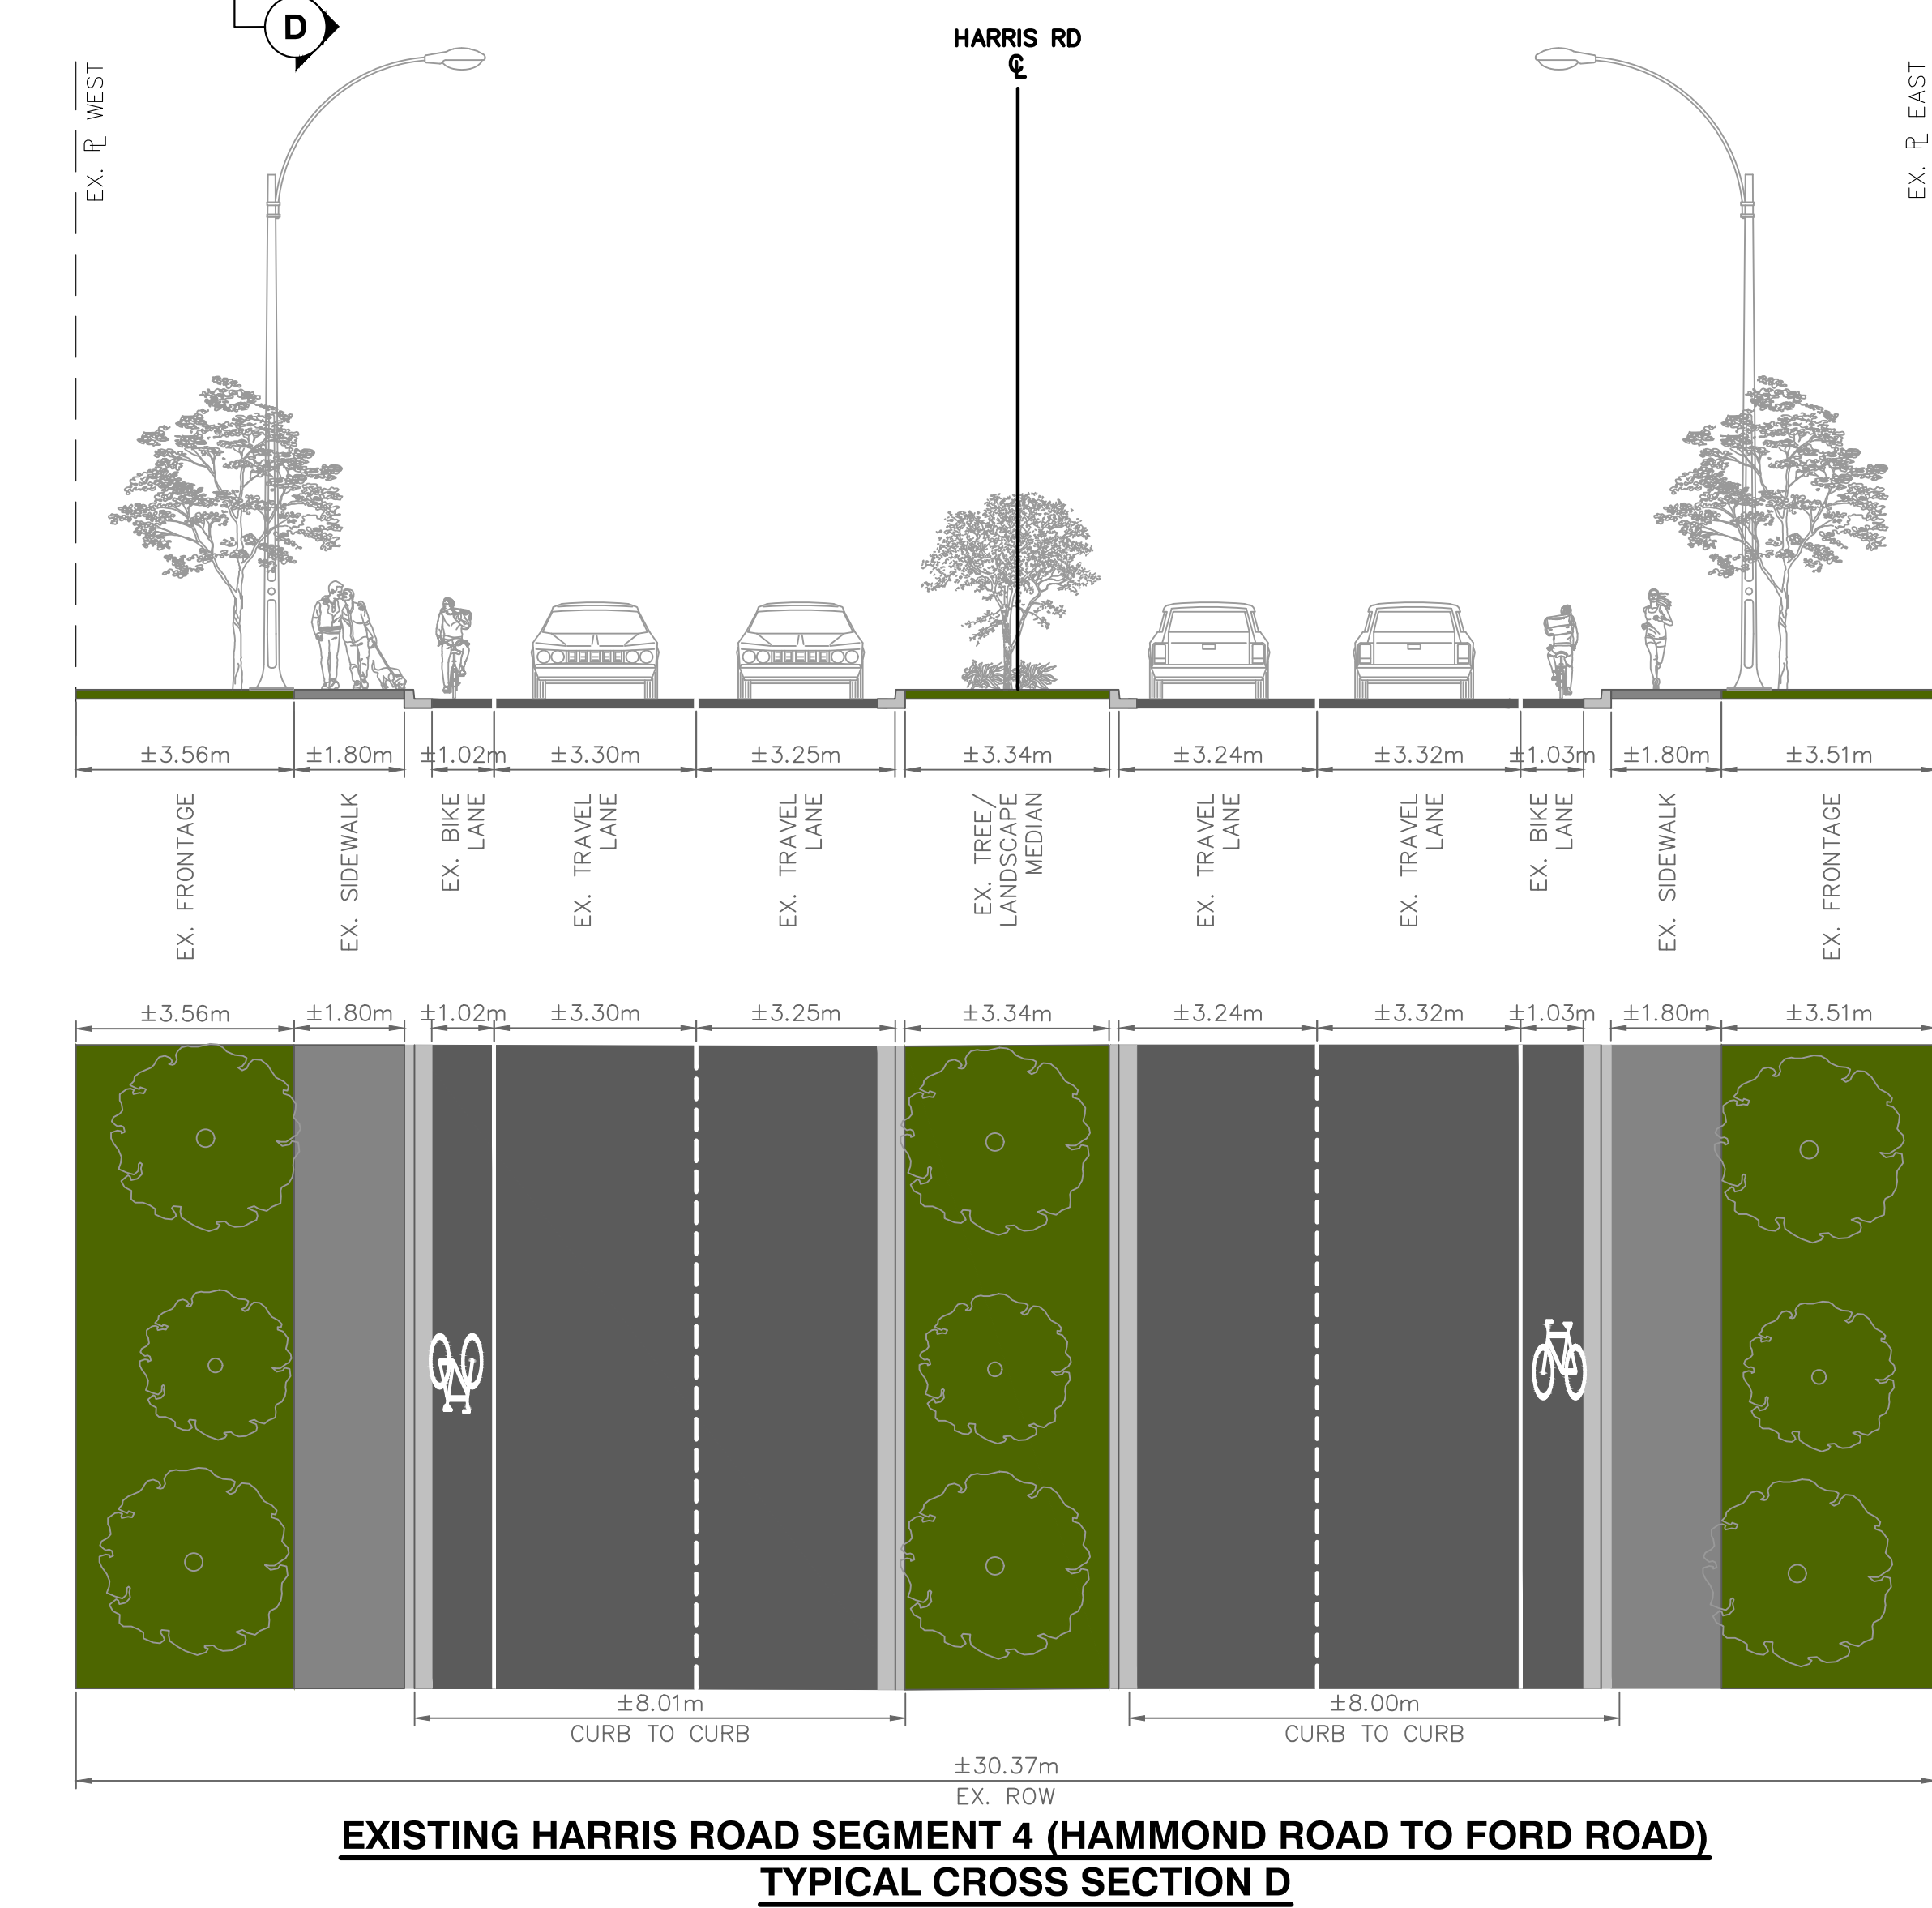 D
HARRIS RD
℄
EX. ⅊ WEST
EX. ⅊ EAST
±3.56m ±1.80m ±1.02m ±3.30m ±3.25m ±3.34m ±3.24m ±3.32m ±1.03m ±1.80m ±3.51m
EX. FRONTAGE
EX. SIDEWALK
EX. BIKE
LANE
EX. TRAVEL
LANE
EX. TRAVEL
LANE
EX. TREE/
LANDSCAPE
MEDIAN
EX. TRAVEL
LANE
EX. TRAVEL
LANE
EX. BIKE
LANE
EX. SIDEWALK
EX. FRONTAGE
±3.56m ±1.80m ±1.02m ±3.30m ±3.25m ±3.34m ±3.24m ±3.32m ±1.03m ±1.80m ±3.51m
±8.01m
CURB TO CURB
±8.00m
CURB TO CURB
±30.37m
EX. ROW
EXISTING HARRIS ROAD SEGMENT 4 (HAMMOND ROAD TO FORD ROAD)
TYPICAL CROSS SECTION D